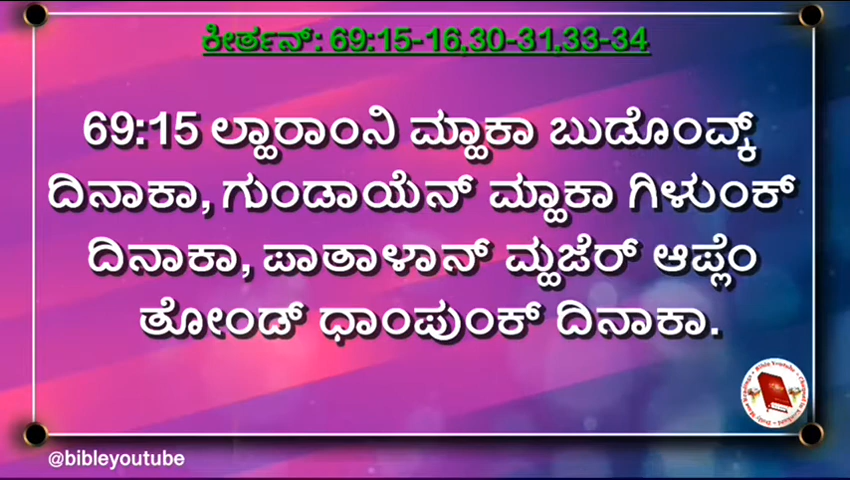 ಕೀರ್ತನ್: 69:15-16,30-31,33-34
69:15 ಲ್ಹಾರಾಂನಿ ಮ್ಹಾಕಾ ಬುಡೊಂವ್ಕ್
ದಿನಾಕಾ, ಗುಂಡಾಯೆನ್ ಮ್ಹಾಕಾ ಗಿಳುಂಕ್
ದಿನಾಕಾ, ಪಾತಾಳಾನ್ ಮ್ಹಜೆರ್ ಆಪ್ಲೆಂ
ತೋಂಡ್ ಧಾಂಪುಂಕ್ ದಿನಾಕಾ.
@bibleyoutube